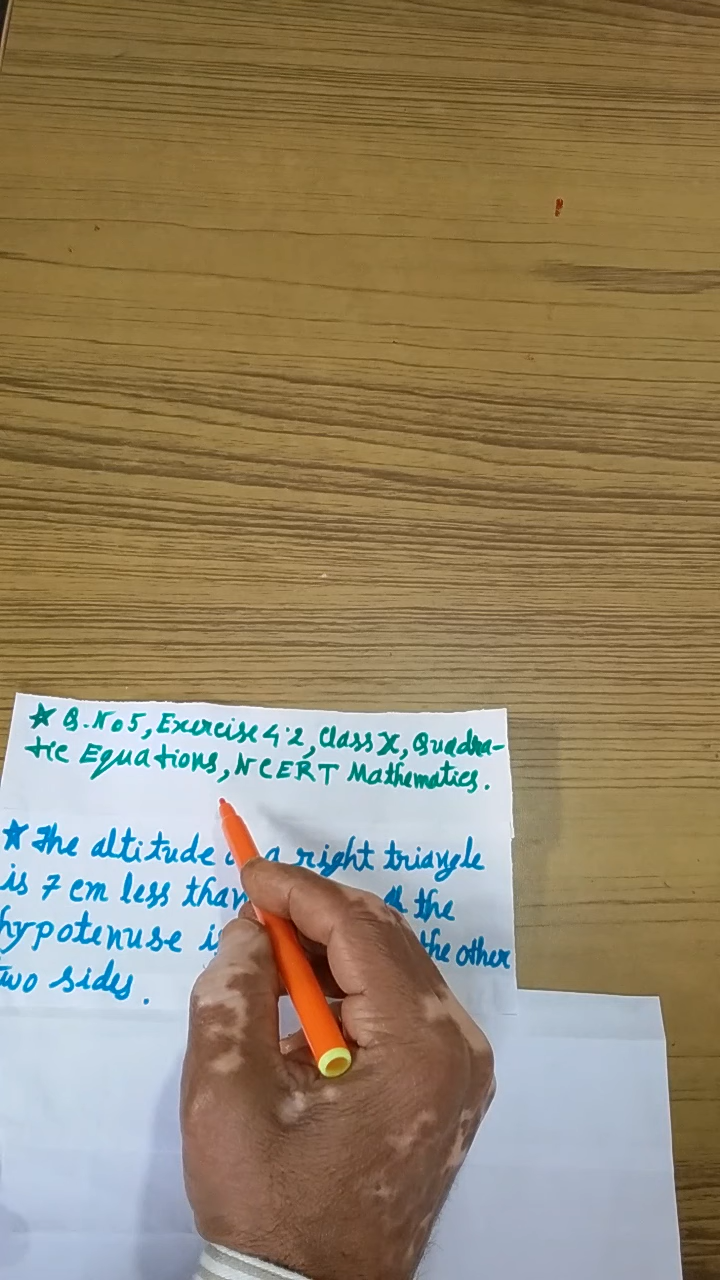 ★ Q.No 5, Exercise 4.2, Class X, Quadra-
tic Equations, NCERT Mathematics.
★ The altitude a right triangle
is 7 cm less than the
hypotenuse is the other
two sides.